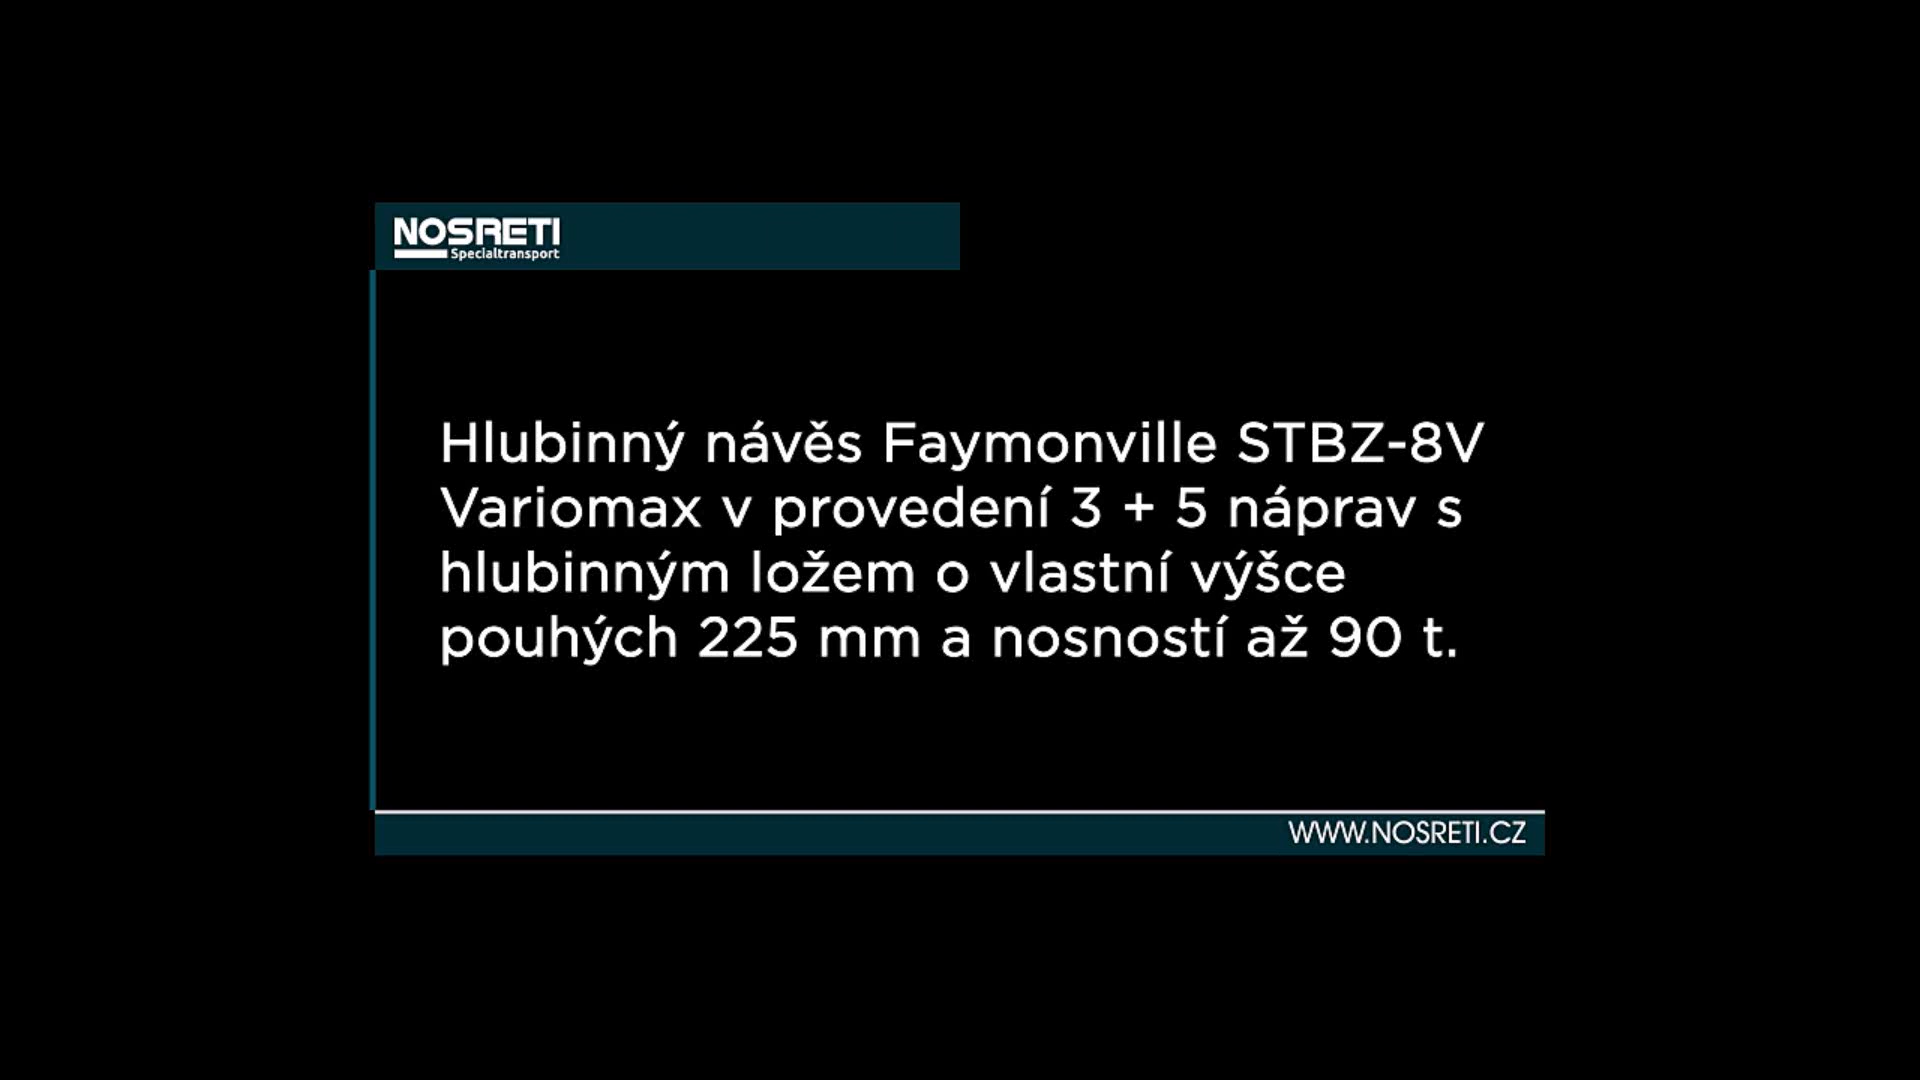 NOSRETI
Specialtransport
Hlubinný návěs Faymonville STBZ-8V
Variomax v provedení 3 + 5 náprav s
hlubinným ložem o vlastní výšce
pouhých 225 mm a nosností až 90 t.
WWW.NOSRETI.CZ